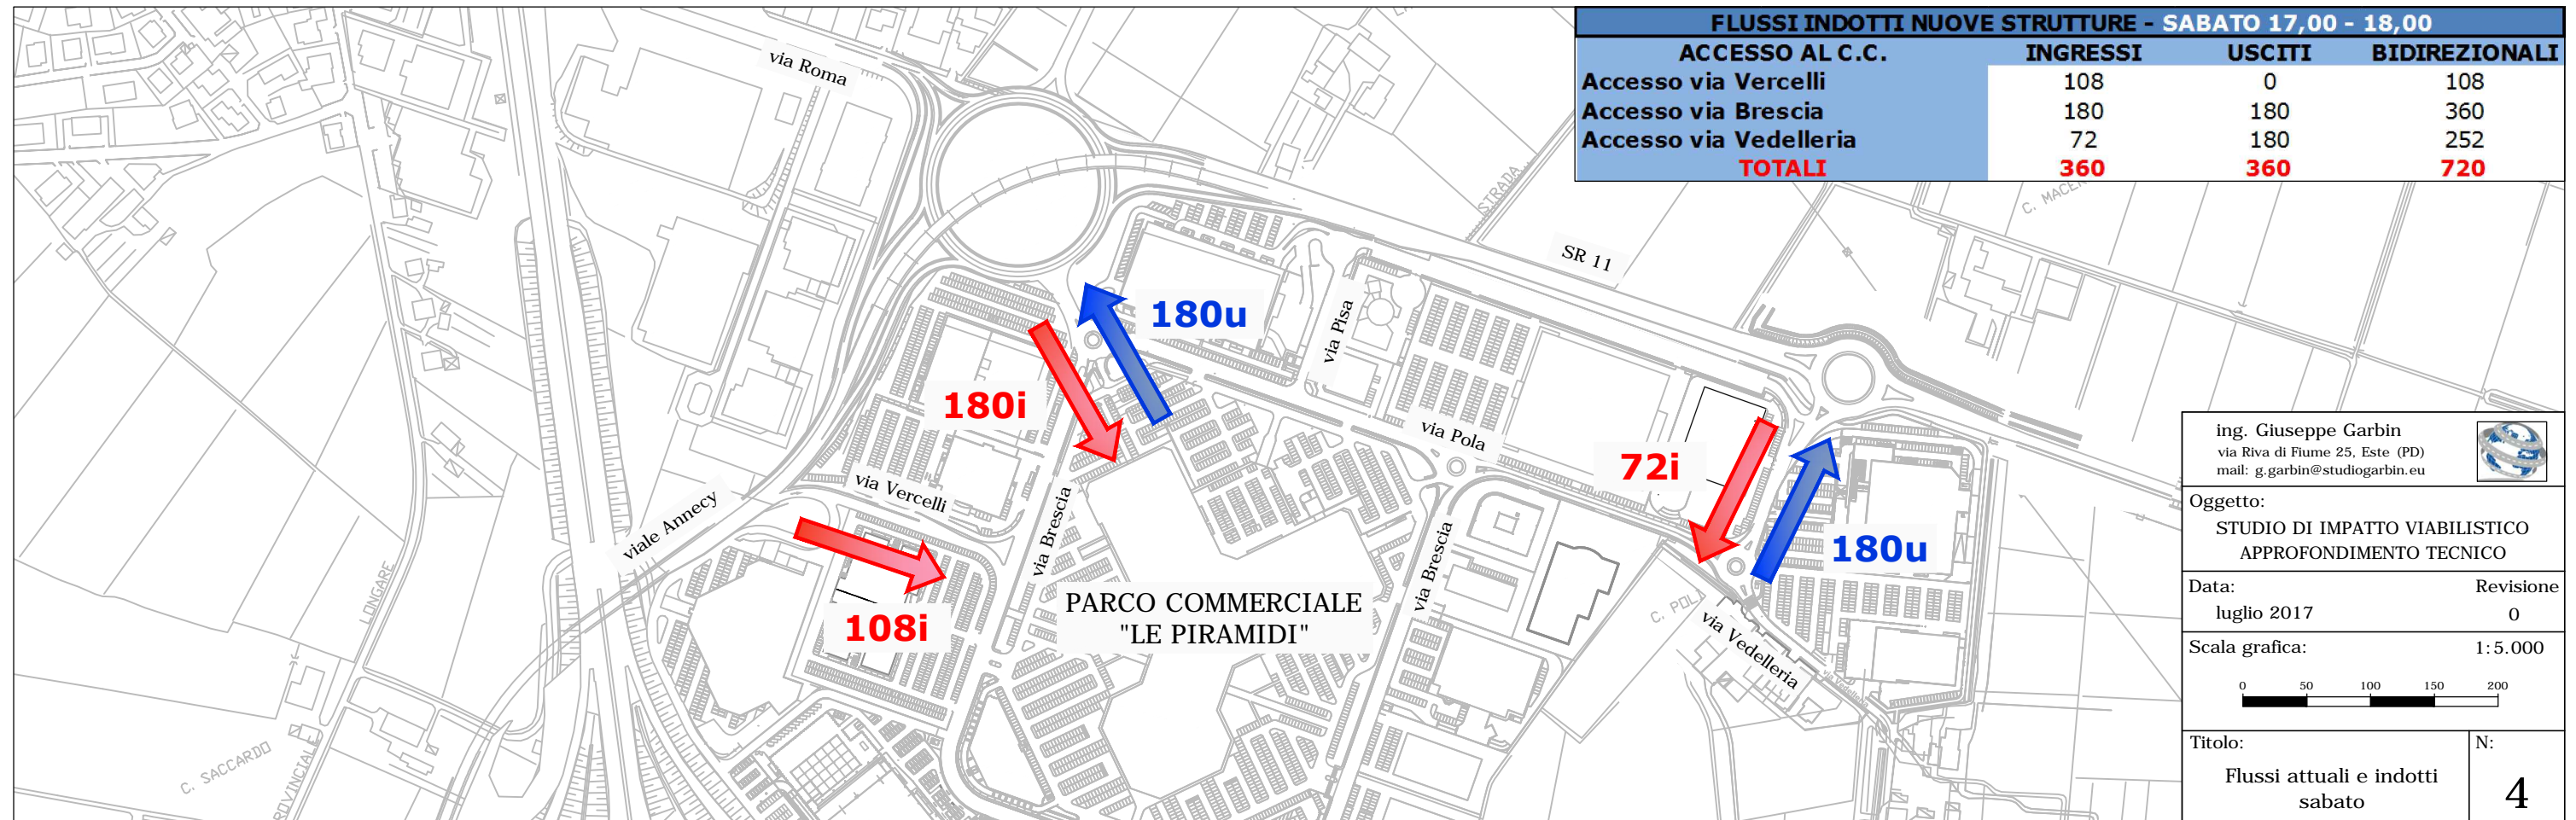 FLUSSI INDOTTI NUOVE STRUTTURE - SABATO 17,00 - 18,00
ACCESSO AL C.C. INGRESSI USCITI BIDIREZIONALI
Accesso via Vercelli 108 0 108
Accesso via Brescia 180 180 360
Accesso via Vedelleria 72 180 252
TOTALI 360 360 720
via Roma
STRADA
C. MACE
SR 11
180u
via Pisa
180i
via Pola
72i
via Vercelli
viale Annecy
via Brescia
via Brescia
180u
LONGARE
108i
PARCO COMMERCIALE
"LE PIRAMIDI"
C. POL
via Vedelleria
C. SACCARDO
PROVINCIALE
ing. Giuseppe Garbin
via Riva di Fiume 25, Este (PD)
mail: g.garbin@studiogarbin.eu
Oggetto:
STUDIO DI IMPATTO VIABILISTICO
APPROFONDIMENTO TECNICO
Data: Revisione
luglio 2017 0
Scala grafica: 1:5.000
0 50 100 150 200
Titolo: N:
Flussi attuali e indotti
sabato
4